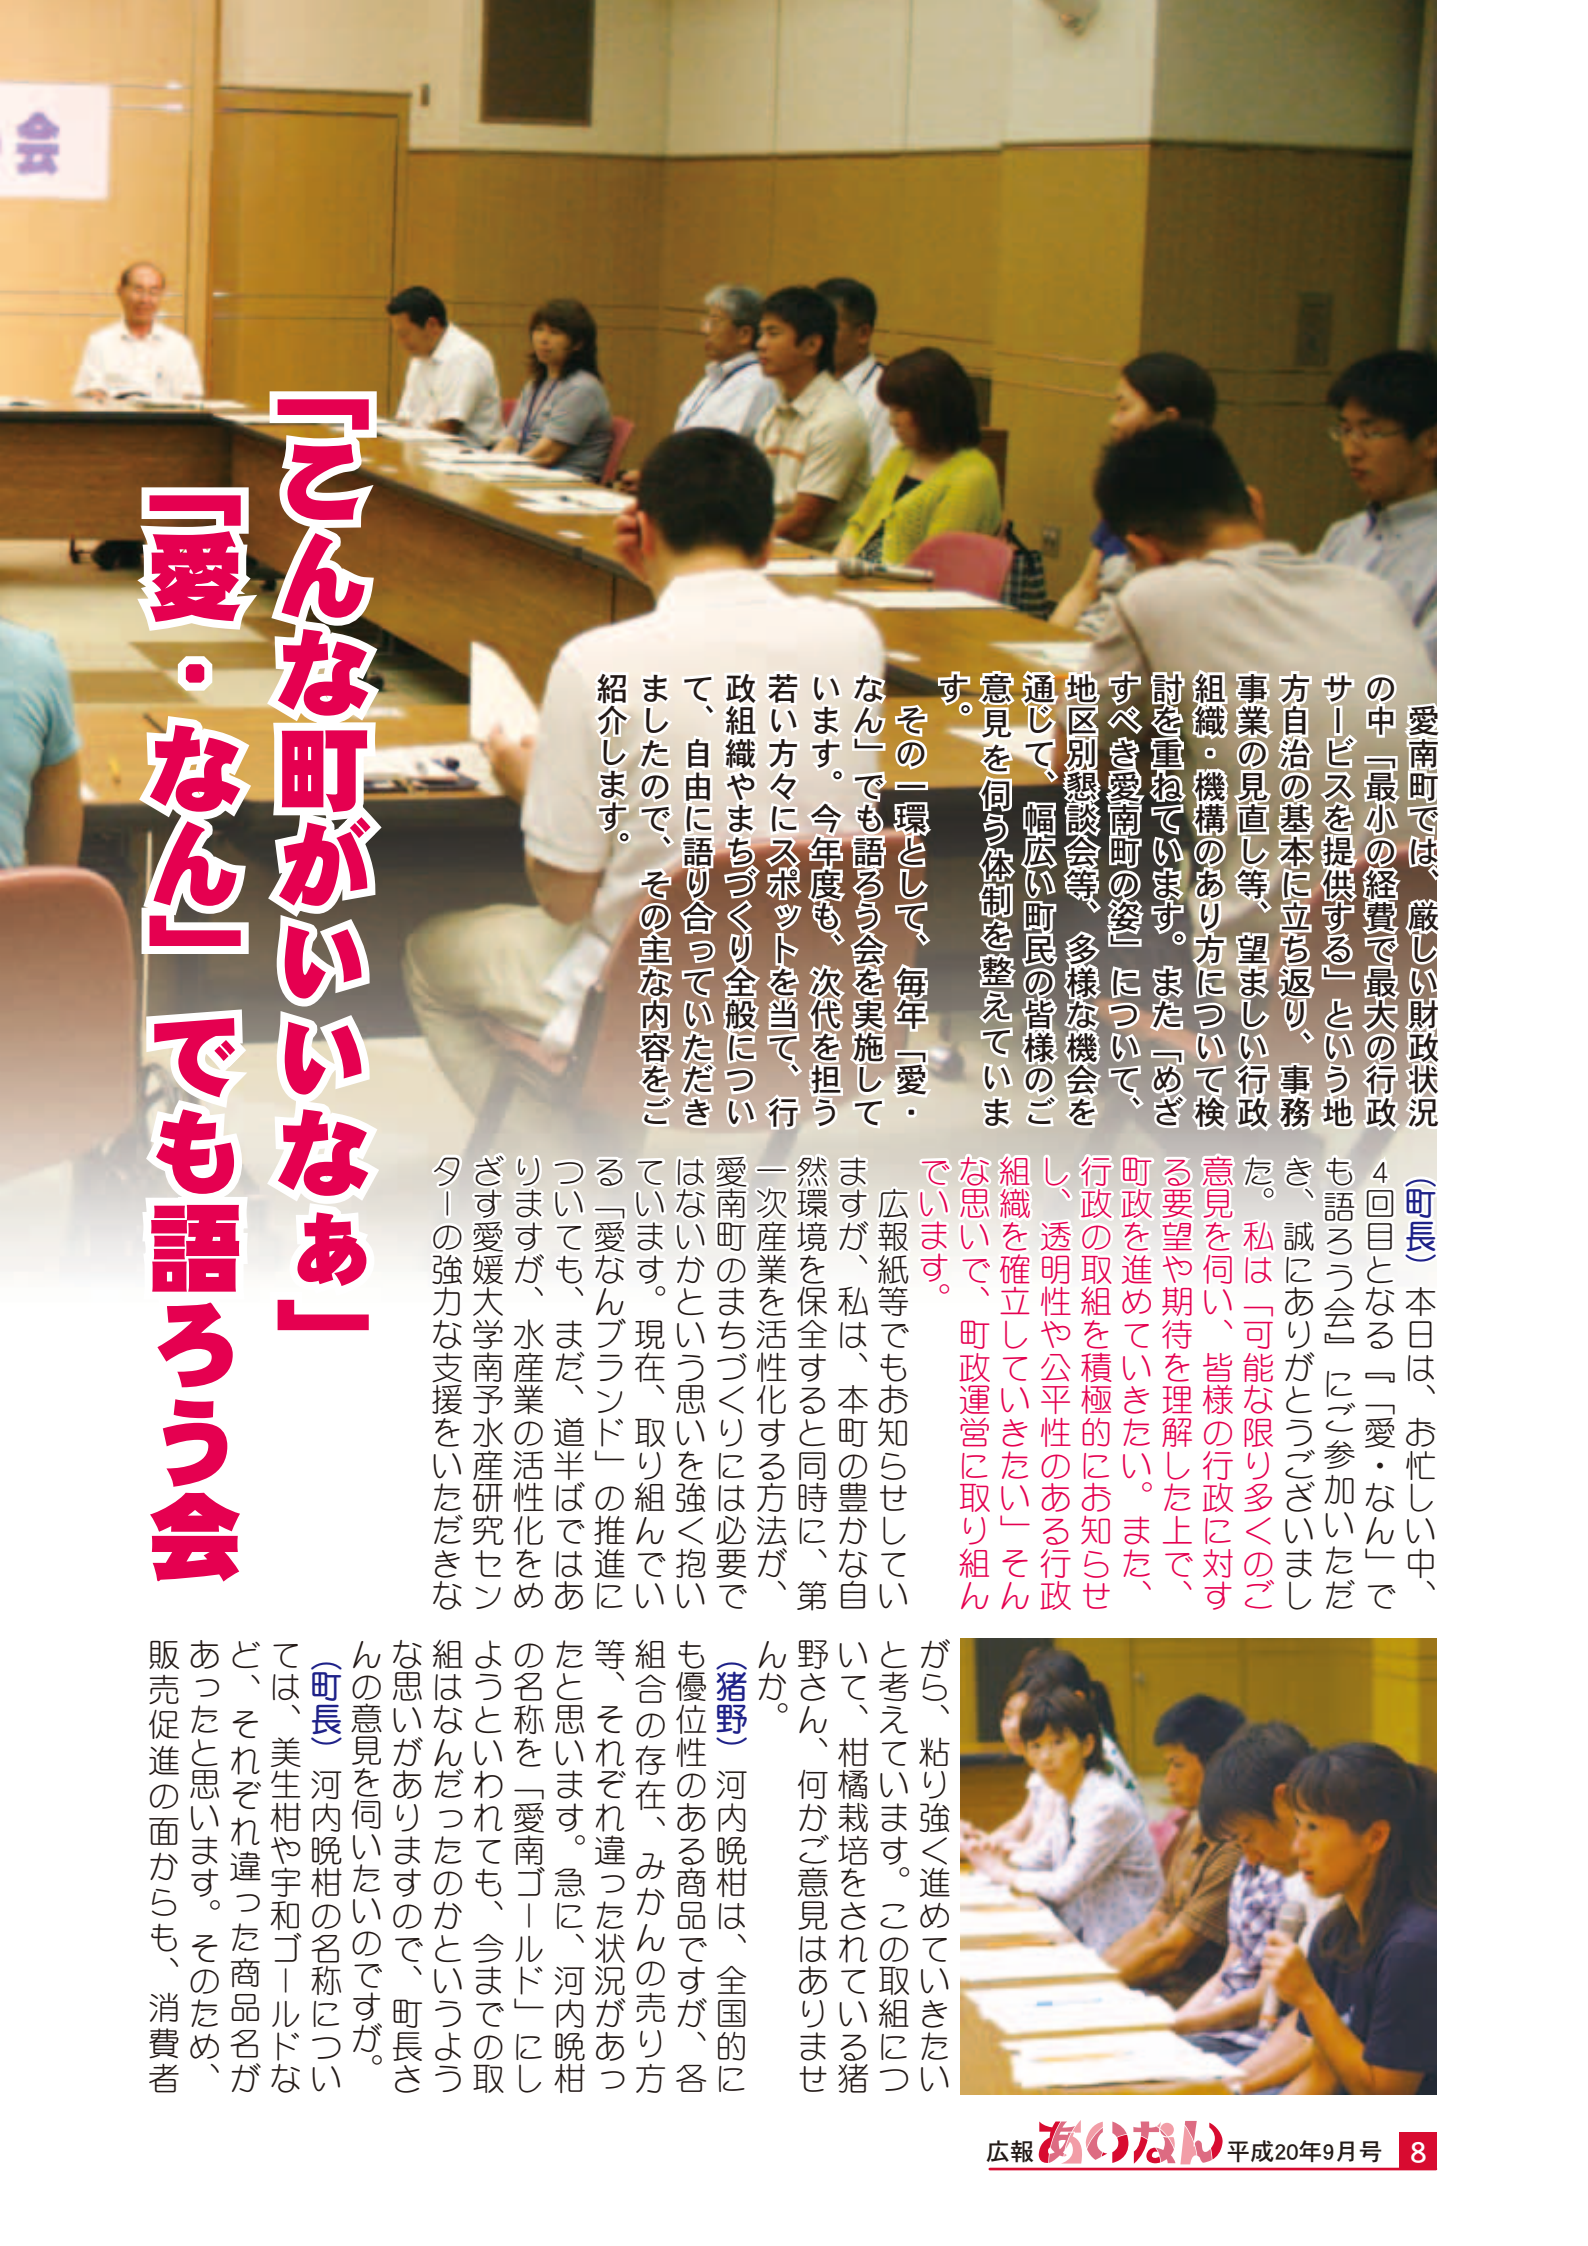 会
「こんな町がいいなぁ」
「愛・なん」でも語ろう会
愛南町では、厳しい財政状況
の中「最小の経費で最大の行政
サービスを提供する」という地
方自治の基本に立ち返り、事務
事業の見直し等、望ましい行政
組織・機構のあり方について検
討を重ねています。また「めざ
すべき愛南町の姿」について、
地区別懇談会等、多様な機会を
通じて、幅広い町民の皆様のご
意見を伺う体制を整えていま
す。
その一環として、毎年「愛・
なん」でも語ろう会を実施して
います。今年度も、次代を担う
若い方々にスポットを当て、行
政組織やまちづくり全般につい
て、自由に語り合っていただき
ましたので、その主な内容をご
紹介します。
（町長）本日は、お忙しい中、
4回目となる『「愛・なん」で
も語ろう会』にご参加いただ
き、誠にありがとうございまし
た。私は「可能な限り多くのご
意見を伺い、皆様の行政に対す
る要望や期待を理解した上で、
町政を進めていきたい。また、
行政の取組を積極的にお知らせ
し、透明性や公平性のある行政
組織を確立していきたい」そん
な思いで、町政運営に取り組ん
でいます。
広報紙等でもお知らせしてい
ますが、私は、本町の豊かな自
然環境を保全すると同時に、第
一次産業を活性化する方法が、
愛南町のまちづくりには必要で
はないかという思いを強く抱い
ています。現在、取り組んでい
る「愛なんブランド」の推進に
ついても、まだ、道半ばではあ
りますが、水産業の活性化をめ
ざす愛媛大学南予水産研究セン
ターの強力な支援をいただきな
がら、粘り強く進めていきたい
と考えています。この取組につ
いて、柑橘栽培をされている猪
野さん、何かご意見はありませ
んか。
（猪野）河内晩柑は、全国的に
も優位性のある商品ですが、各
組合の存在、みかんの売り方
等、それぞれ違った状況があっ
たと思います。急に、河内晩柑
の名称を「愛南ゴールド」にし
ようといわれても、今までの取
組はなんだったのかというよう
な思いがありますので、町長さ
んの意見を伺いたいのですが。
（町長）河内晩柑の名称につい
ては、美生柑や宇和ゴールドな
ど、それぞれ違った商品名が
あったと思います。そのため、
販売促進の面からも、消費者
広報あいなん平成20年9月号 8